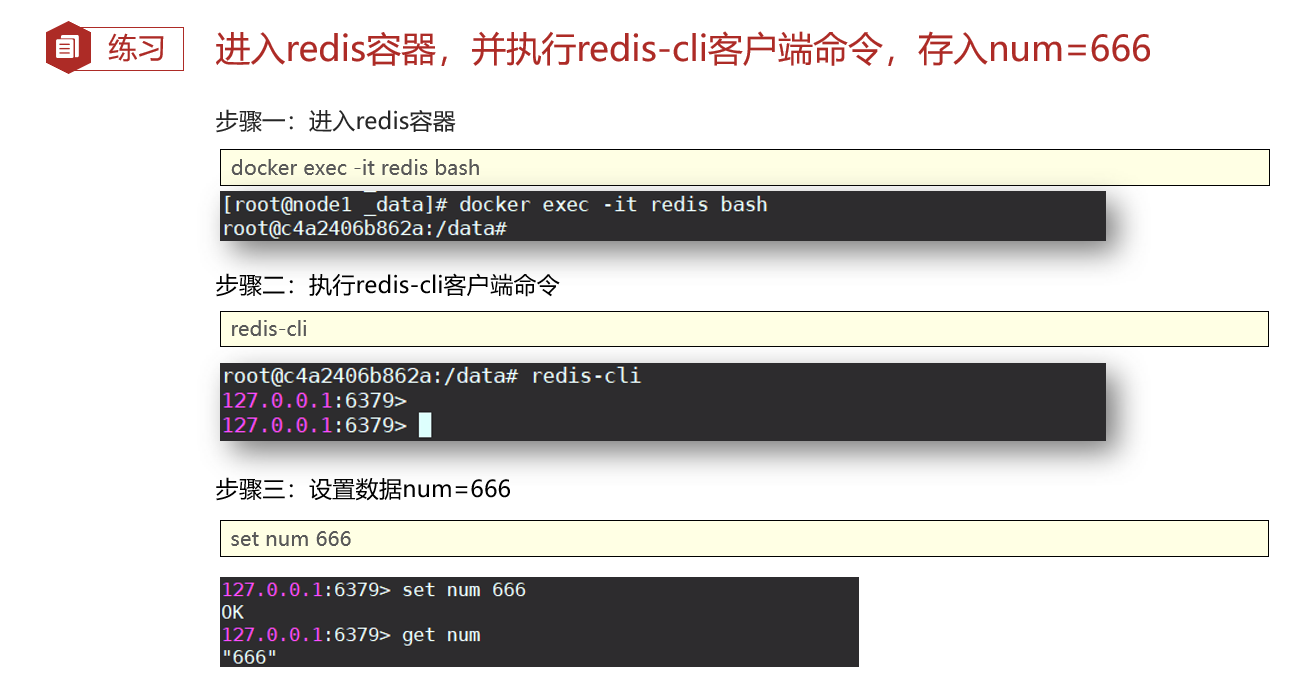 练习
进入redis容器，并执行redis-cli客户端命令，存入num=666
步骤一：进入redis容器
docker exec -it redis bash
[root@node1 _data]# docker exec -it redis bash
root@c4a2406b862a:/data#
步骤二：执行redis-cli客户端命令
redis-cli
root@c4a2406b862a:/data# redis-cli
127.0.0.1:6379>
127.0.0.1:6379>
步骤三：设置数据num=666
set num 666
127.0.0.1:6379> set num 666
OK
127.0.0.1:6379> get num
"666"